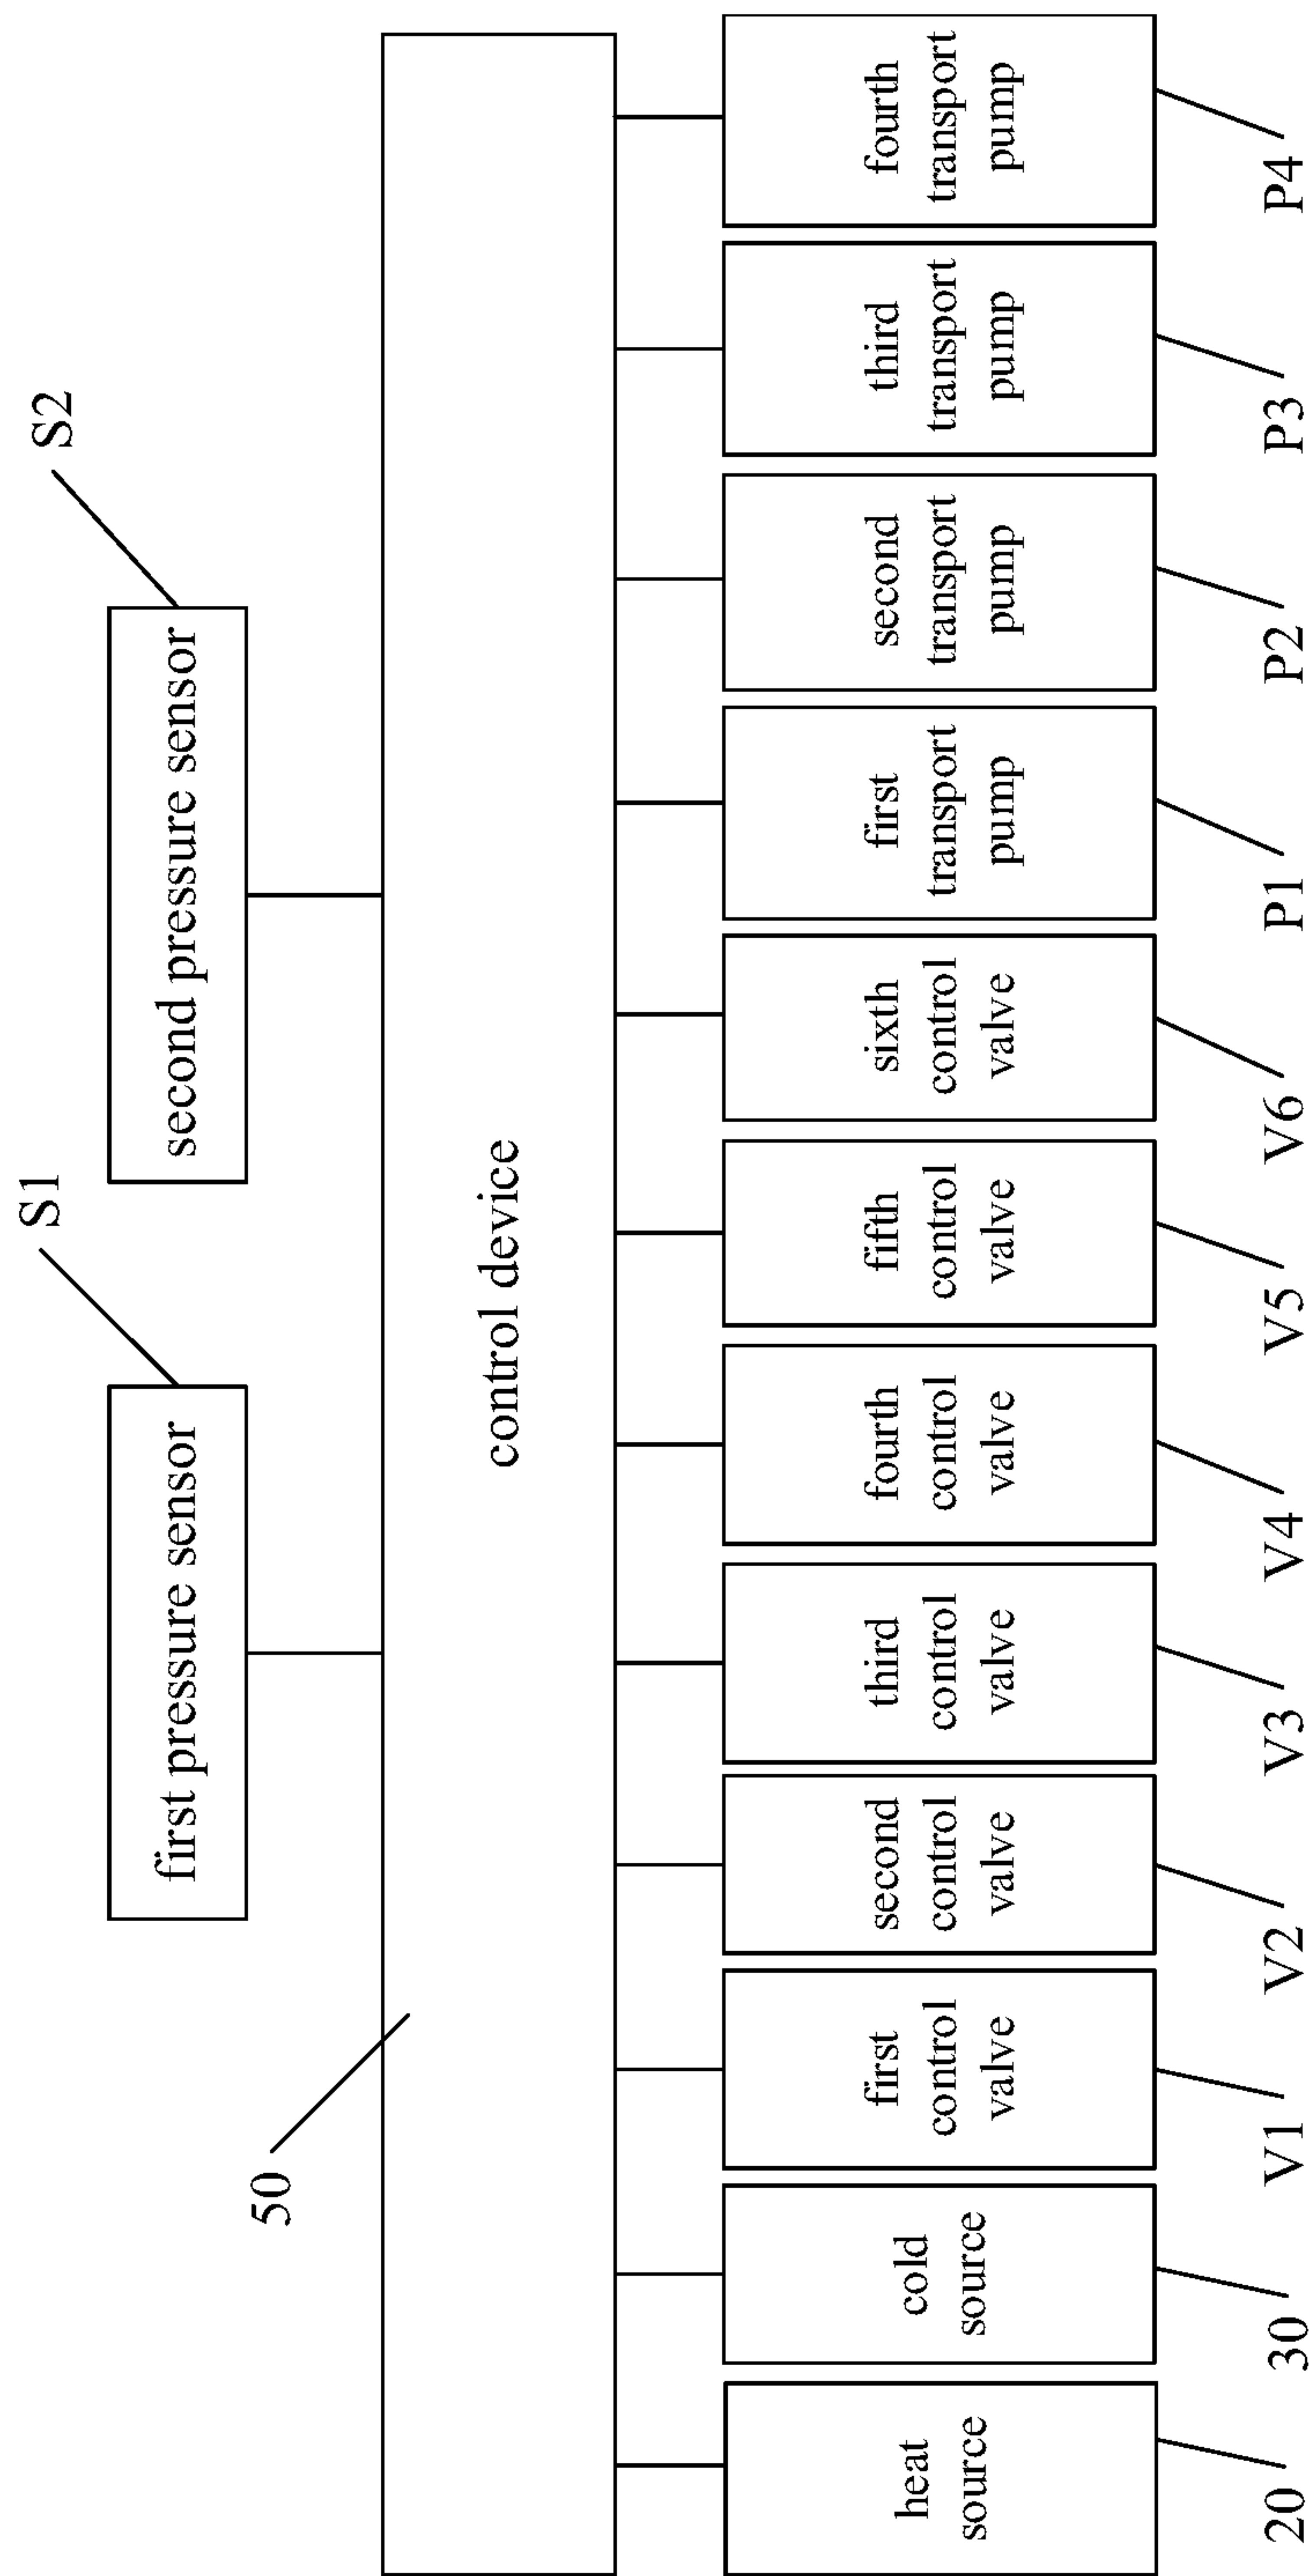 S1
S2
first pressure sensor
second pressure sensor
50
control device
heat
source
cold
source
first
control
valve
second
control
valve
third
control
valve
fourth
control
valve
fifth
control
valve
sixth
control
valve
first
transport
pump
second
transport
pump
third
transport
pump
fourth
transport
pump
20
30
V1
V2
V3
V4
V5
V6
P1
P2
P3
P4